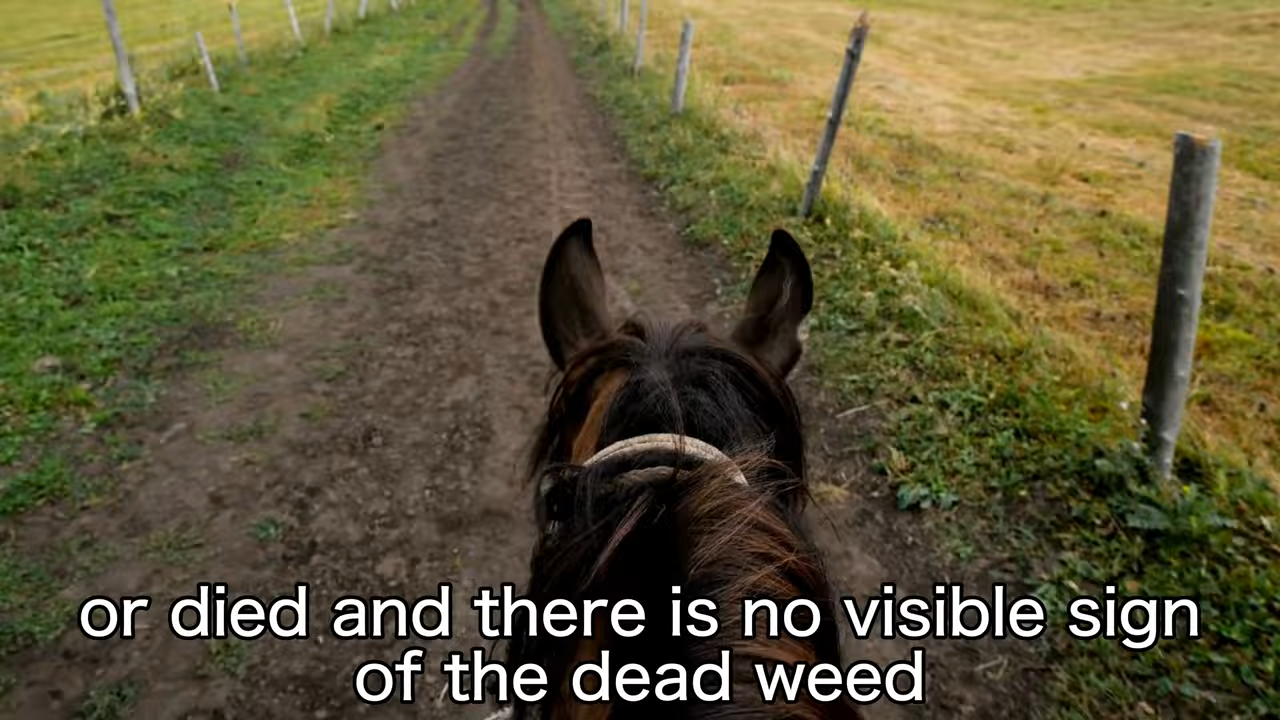 or died and there is no visible sign
of the dead weed